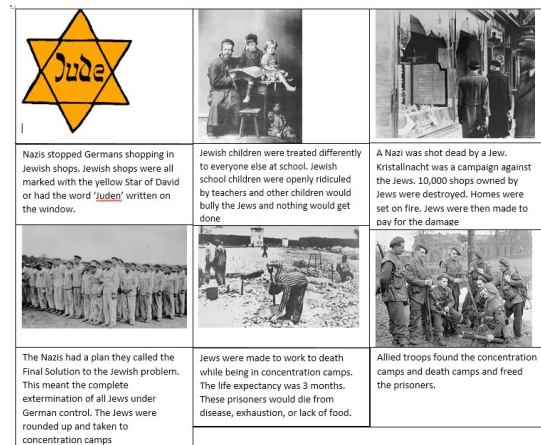 Jude
Nazis stopped Germans shopping in
Jewish shops. Jewish shops were all
marked with the yellow Star of David
or had the word ‘Juden’ written on
the window.
Jewish children were treated differently
to everyone else at school. Jewish
school children were openly ridiculed
by teachers and other children would
bully the Jews and nothing would get
done
A Nazi was shot dead by a Jew.
Kristallnacht was a campaign against
the Jews. 10,000 shops owned by
Jews were destroyed. Homes were
set on fire. Jews were then made to
pay for the damage
The Nazis had a plan they called the
Final Solution to the Jewish problem.
This meant the complete
extermination of all Jews under
German control. The Jews were
rounded up and taken to
concentration camps
Jews were made to work to death
while being in concentration camps.
The life expectancy was 3 months.
These prisoners would die from
disease, exhaustion, or lack of food.
Allied troops found the concentration
camps and death camps and freed
the prisoners.